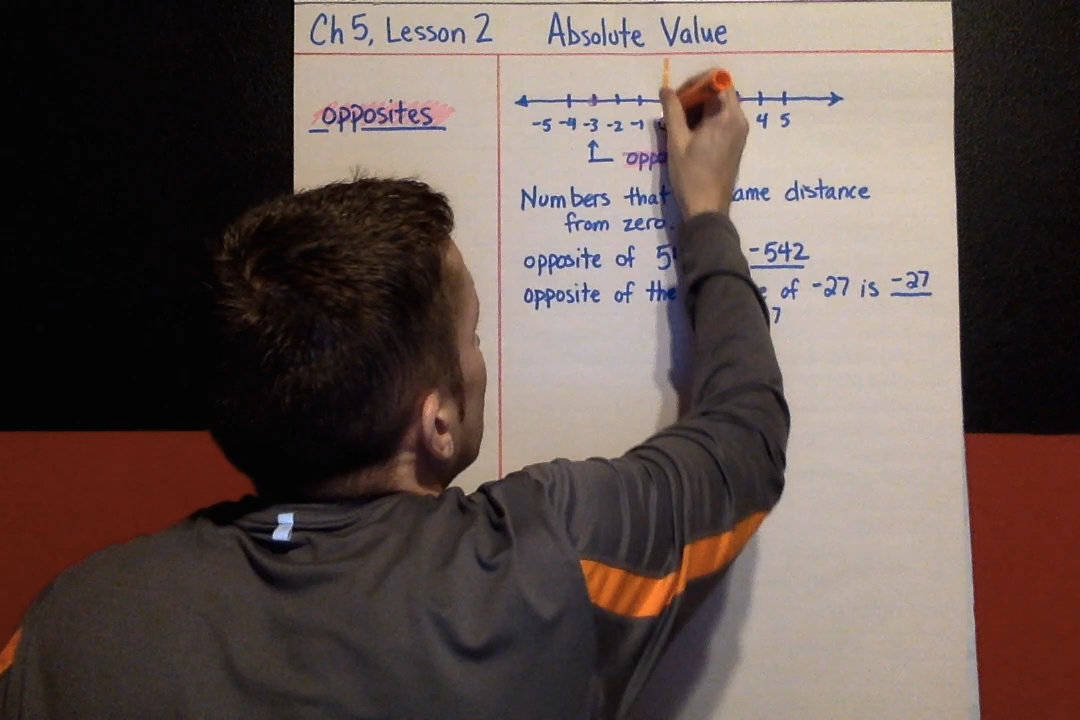 Ch 5, Lesson 2 Absolute Value
opposites
-5 -4 -3 -2 -1 4 5
Numbers that distance
from zero.
opposite of -542
opposite of the of -27 is -27
7